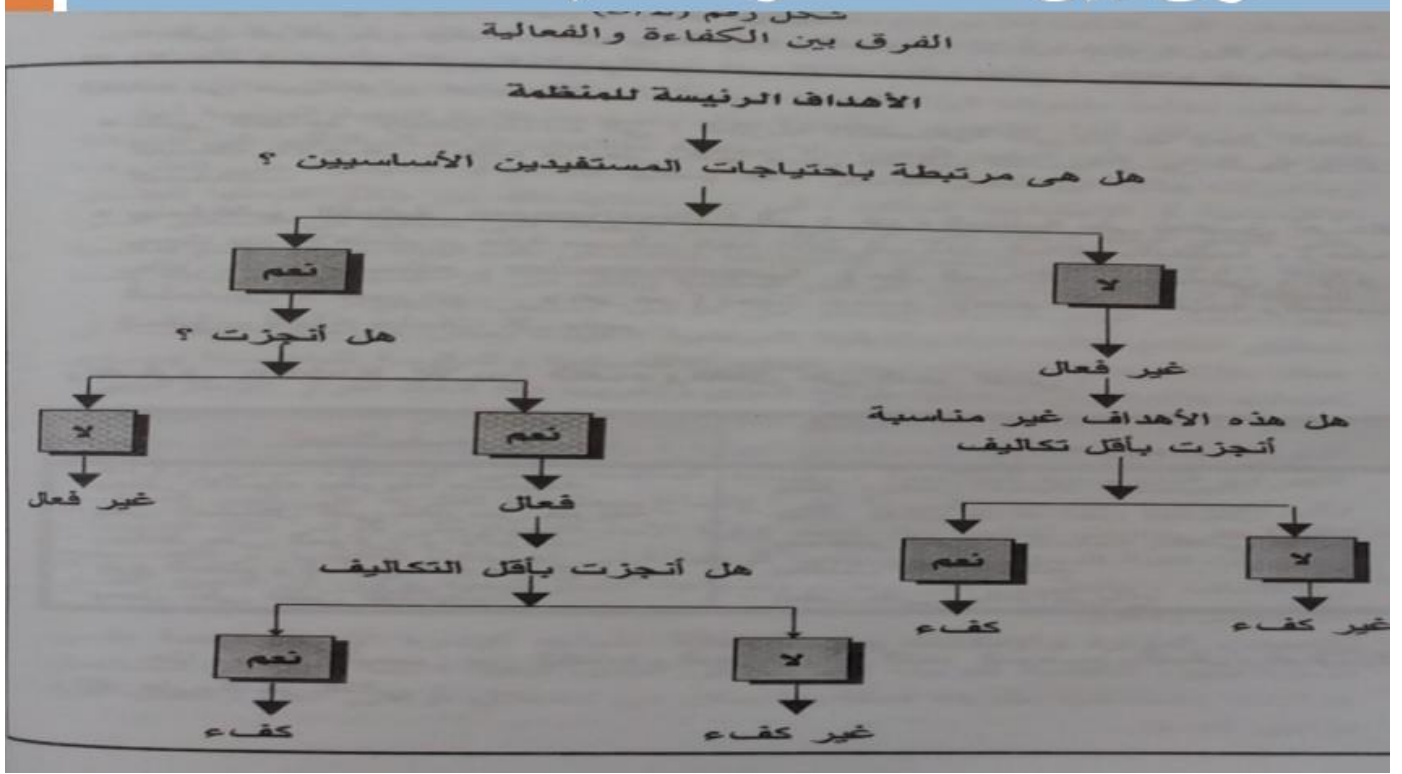 الفرق بين الكفاءة والفعالية
الأهداف الرئيسة للمنظمة
هل هى مرتبطة باحتياجات المستفيدين الأساسيين ؟
نعم
لا
هل أنجزت ؟
غير فعال
لا
نعم
هل هذه الأهداف غير مناسبة
أنجزت بأقل تكاليف
غير فعال
فعال
نعم
لا
هل أنجزت بأقل التكاليف
كفء
غير كفء
نعم
لا
كفء
غير كفء